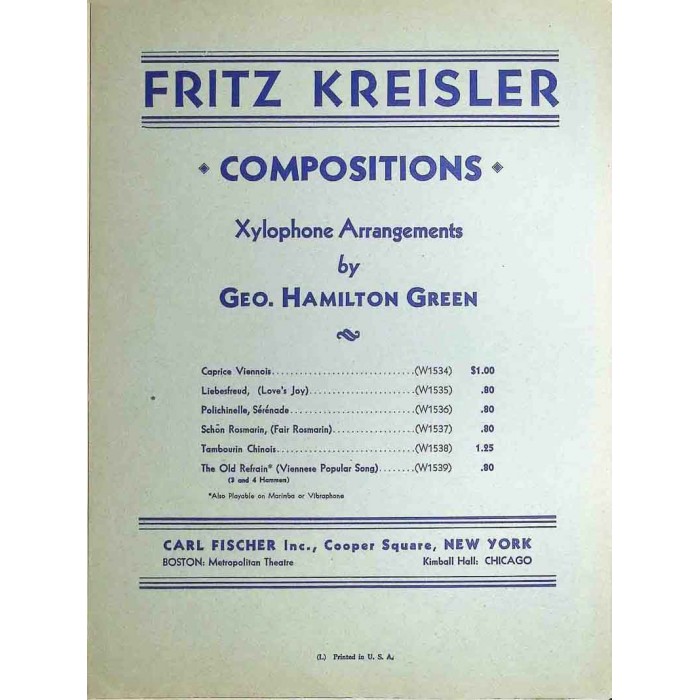 FRITZ KREISLER
COMPOSITIONS
Xylophone Arrangements
by
GEO. HAMILTON GREEN
Caprice Viennois..............................(W1534) $1.00
Liebesfreud, (Love's Joy)......................(W1535) .80
Polichinelle, Sérénade..........................(W1536) .80
Schön Rosmarin, (Fair Rosmarin).................(W1537) .80
Tambourin Chinois.............................(W1538) 1.25
The Old Refrain* (Viennese Popular Song)........(W1539) .80
(2 and 4 Hammers)
*Also Playable on Marimba or Vibraphone
CARL FISCHER Inc., Cooper Square, NEW YORK
BOSTON: Metropolitan Theatre Kimball Hall: CHICAGO
(L) Printed in U. S. A.